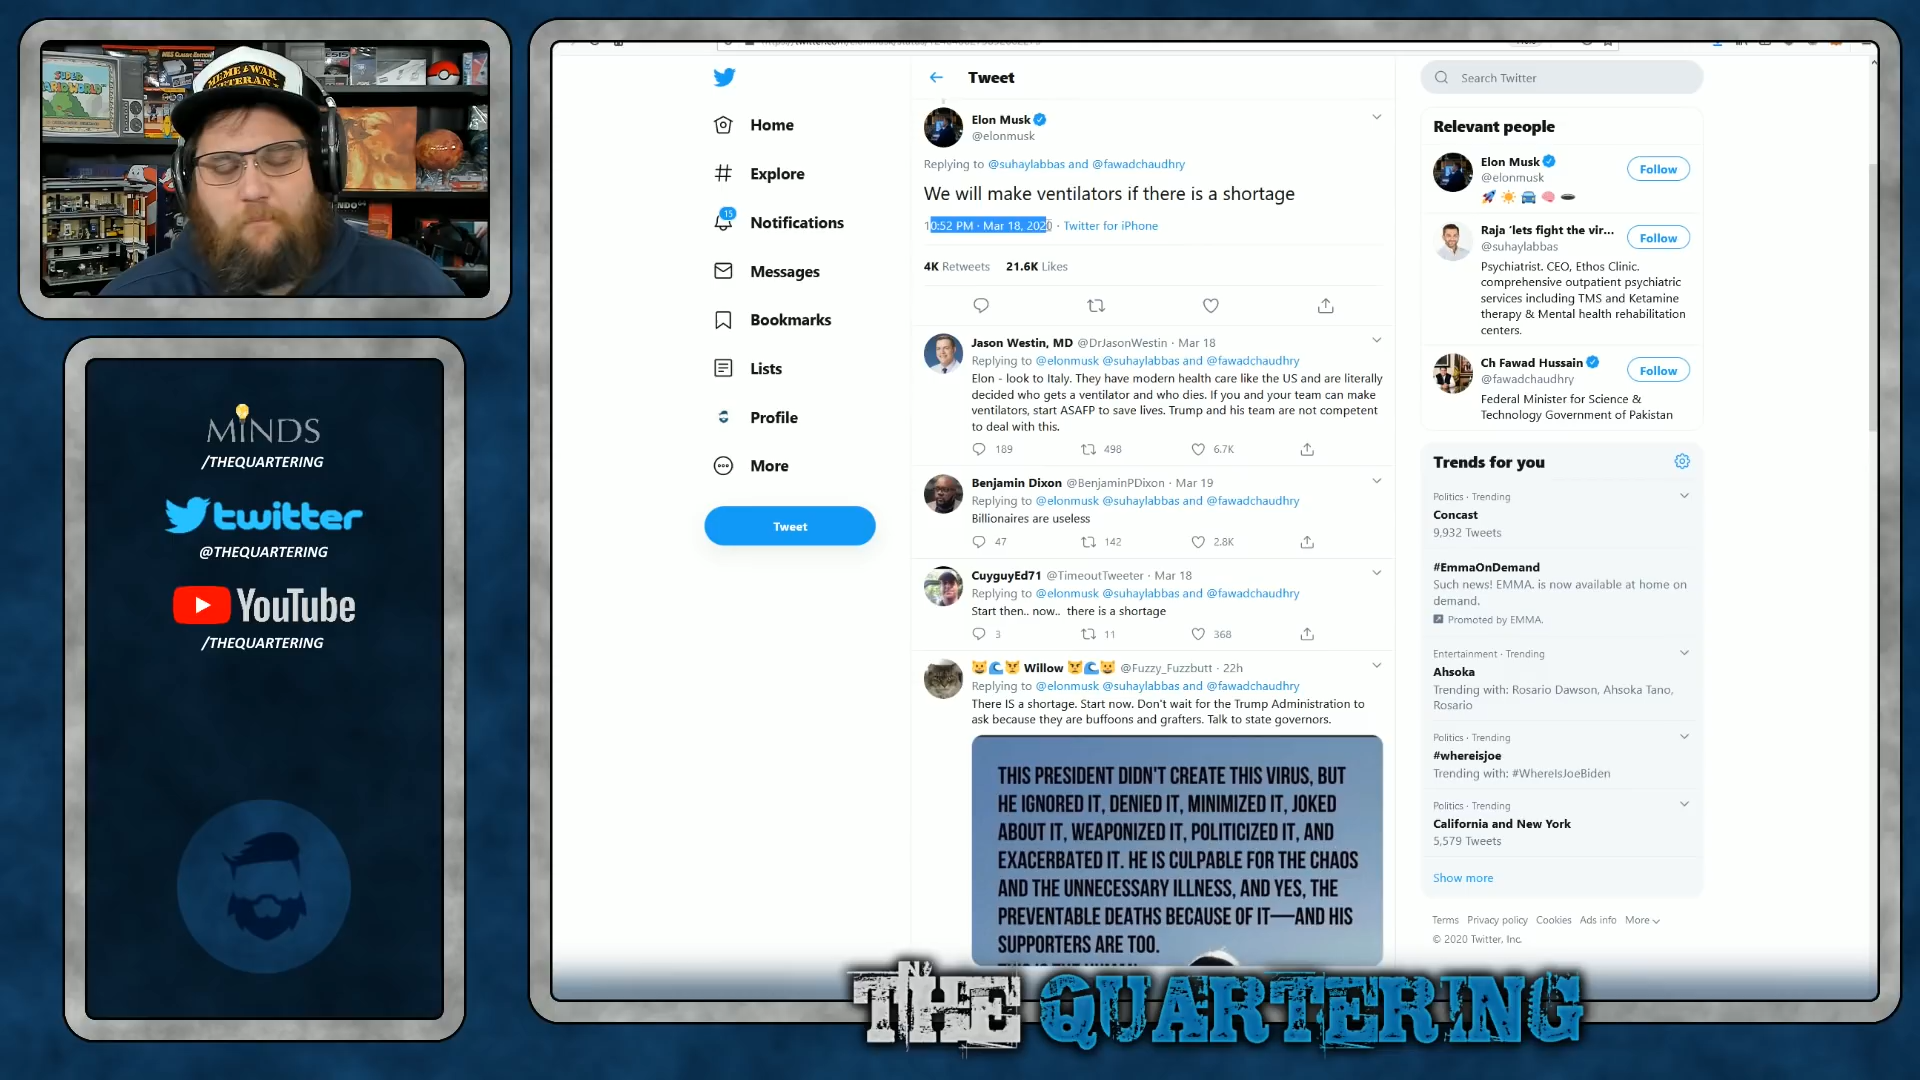 SUPER
MEME WAR
VETERAN
MINDS
/THEQUARTERING
twitter
@THEQUARTERING
YouTube
/THEQUARTERING
Home
Explore
15
Notifications
Messages
Bookmarks
Lists
Profile
More
Tweet
Tweet
Elon Musk
@elonmusk
Replying to @suhaylabbas and @fawadchaudhry
We will make ventilators if there is a shortage
10:52 PM · Mar 18, 2020 · Twitter for iPhone
4K Retweets 21.6K Likes
Jason Westin, MD @DrJasonWestin · Mar 18
Replying to @elonmusk @suhaylabbas and @fawadchaudhry
Elon - look to Italy. They have modern health care like the US and are literally
decided who gets a ventilator and who dies. If you and your team can make
ventilators, start ASAFP to save lives. Trump and his team are not competent
to deal with this.
189 498 6.7K
Benjamin Dixon @BenjaminPDixon · Mar 19
Replying to @elonmusk @suhaylabbas and @fawadchaudhry
Billionaires are useless
47 142 2.8K
CuyguyEd71 @TimeoutTweeter · Mar 18
Replying to @elonmusk @suhaylabbas and @fawadchaudhry
Start then.. now.. there is a shortage
3 11 368
Willow @Fuzzy_Fuzzbutt · 22h
Replying to @elonmusk @suhaylabbas and @fawadchaudhry
There IS a shortage. Start now. Don't wait for the Trump Administration to
ask because they are buffoons and grafters. Talk to state governors.
THIS PRESIDENT DIDN'T CREATE THIS VIRUS, BUT
HE IGNORED IT, DENIED IT, MINIMIZED IT, JOKED
ABOUT IT, WEAPONIZED IT, POLITICIZED IT, AND
EXACERBATED IT. HE IS CULPABLE FOR THE CHAOS
AND THE UNNECESSARY ILLNESS, AND YES, THE
PREVENTABLE DEATHS BECAUSE OF IT—AND HIS
SUPPORTERS ARE TOO.
Search Twitter
Relevant people
Elon Musk
@elonmusk
Follow
Raja 'lets fight the vir...
@suhaylabbas
Follow
Psychiatrist. CEO, Ethos Clinic.
comprehensive outpatient psychiatric
services including TMS and Ketamine
therapy & Mental health rehabilitation
centers.
Ch Fawad Hussain
@fawadchaudhry
Follow
Federal Minister for Science &
Technology Government of Pakistan
Trends for you
Politics · Trending
Concast
9,932 Tweets
#EmmaOnDemand
Such news! EMMA. is now available at home on
demand.
Promoted by EMMA.
Entertainment · Trending
Ahsoka
Trending with: Rosario Dawson, Ahsoka Tano,
Rosario
Politics · Trending
#whereisjoe
Trending with: #WhereIsJoeBiden
Politics · Trending
California and New York
5,579 Tweets
Show more
Terms Privacy policy Cookies Ads info More
© 2020 Twitter, Inc.
THE QUARTERING